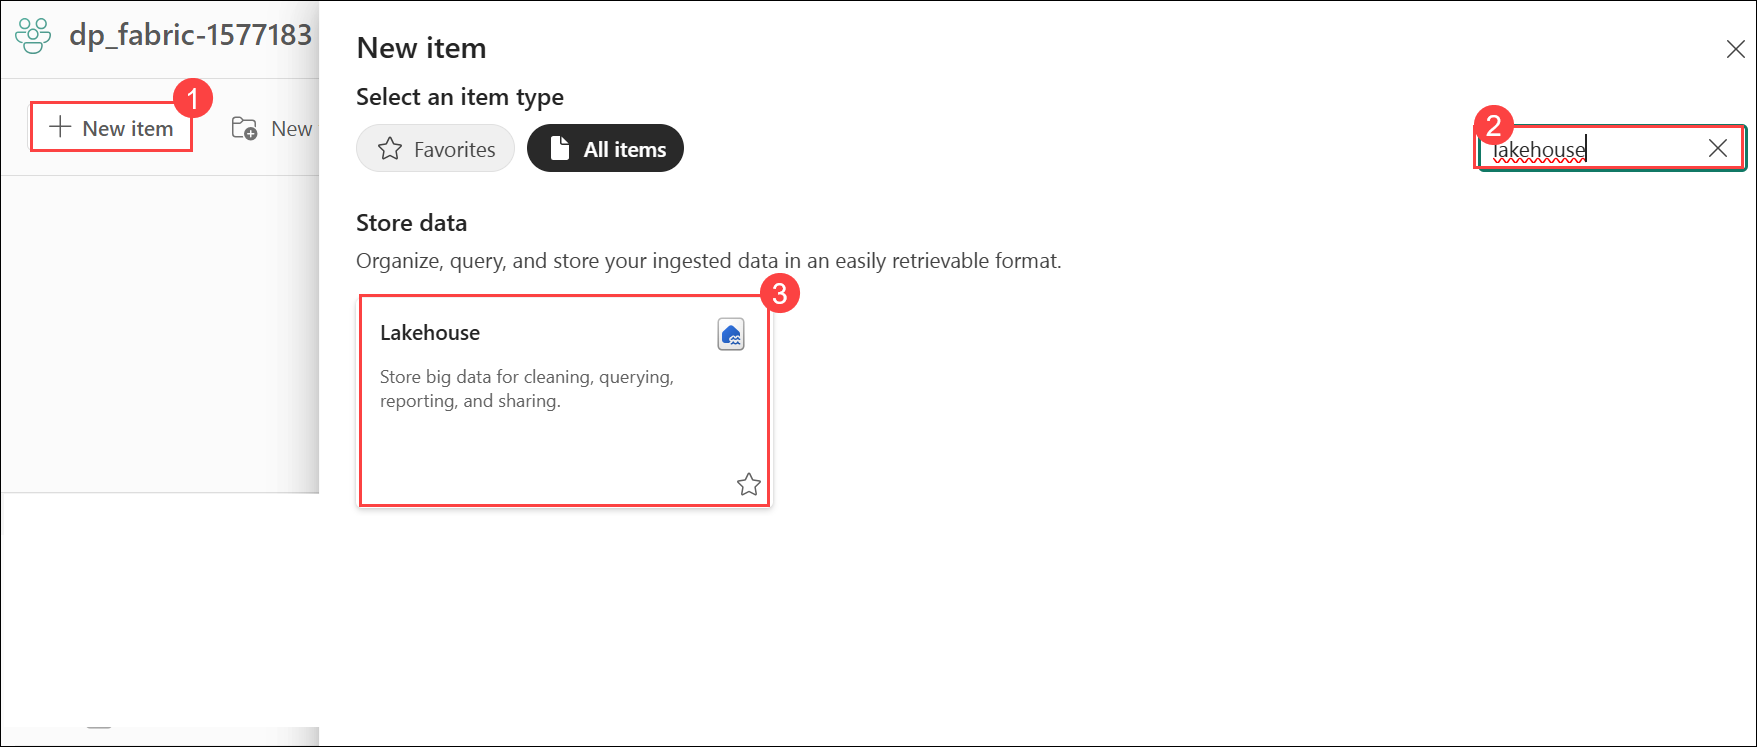 dp_fabric-1577183
New item
1
New
New item
Select an item type
Favorites
All items
2
lakehouse
Store data
Organize, query, and store your ingested data in an easily retrievable format.
3
Lakehouse
Store big data for cleaning, querying,
reporting, and sharing.